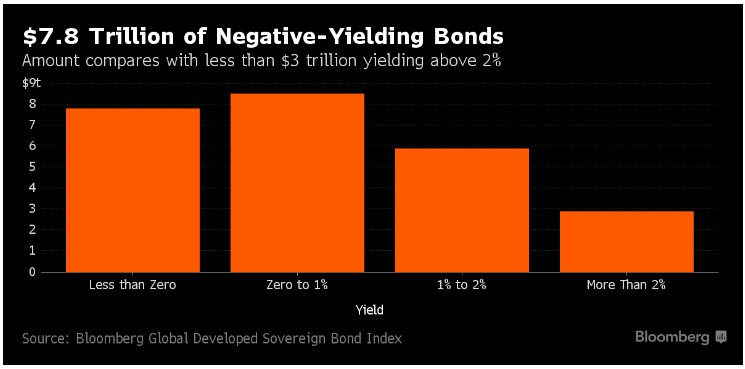 $7.8 Trillion of Negative-Yielding Bonds
Amount compares with less than $3 trillion yielding above 2%
$9t
8
7
6
5
4
3
2
1
0
Less than Zero Zero to 1% 1% to 2% More Than 2%
Yield
Source: Bloomberg Global Developed Sovereign Bond Index
Bloomberg